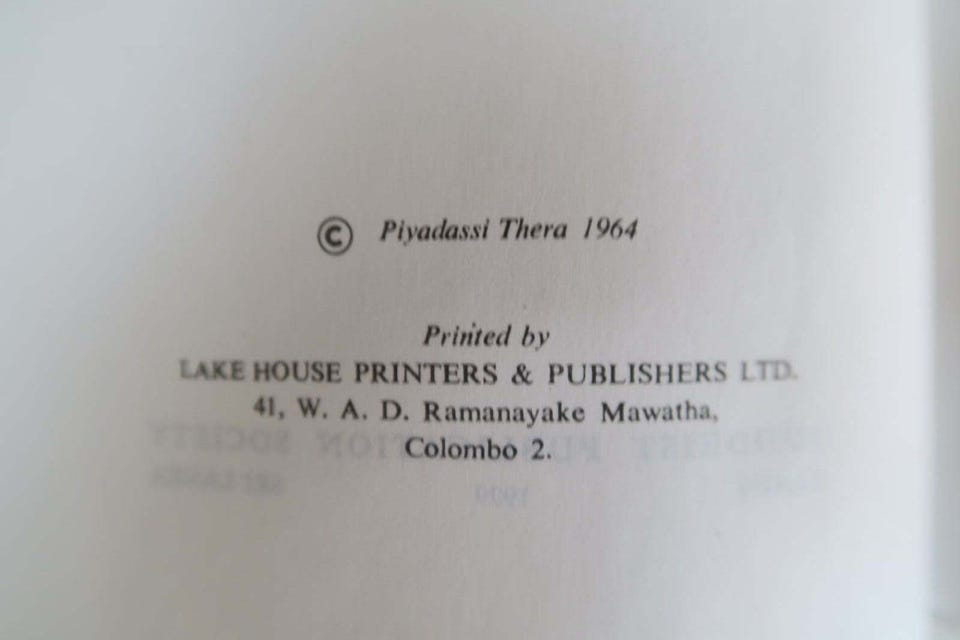 © Piyadassi Thera 1964
Printed by
LAKE HOUSE PRINTERS & PUBLISHERS LTD.
41, W. A. D. Ramanayake Mawatha,
Colombo 2.